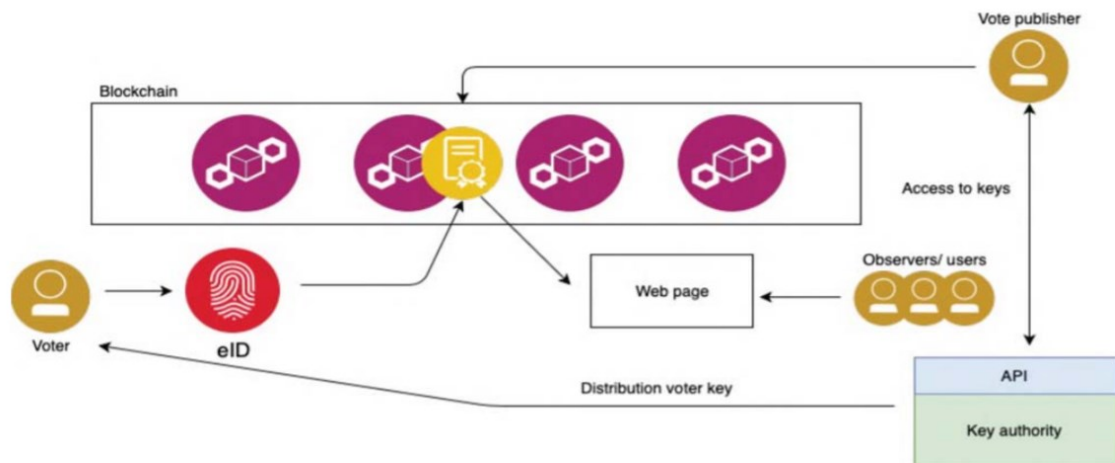 Vote publisher
Blockchain
Access to keys
Observers/ users
Web page
Voter
eID
API
Distribution voter key
Key authority